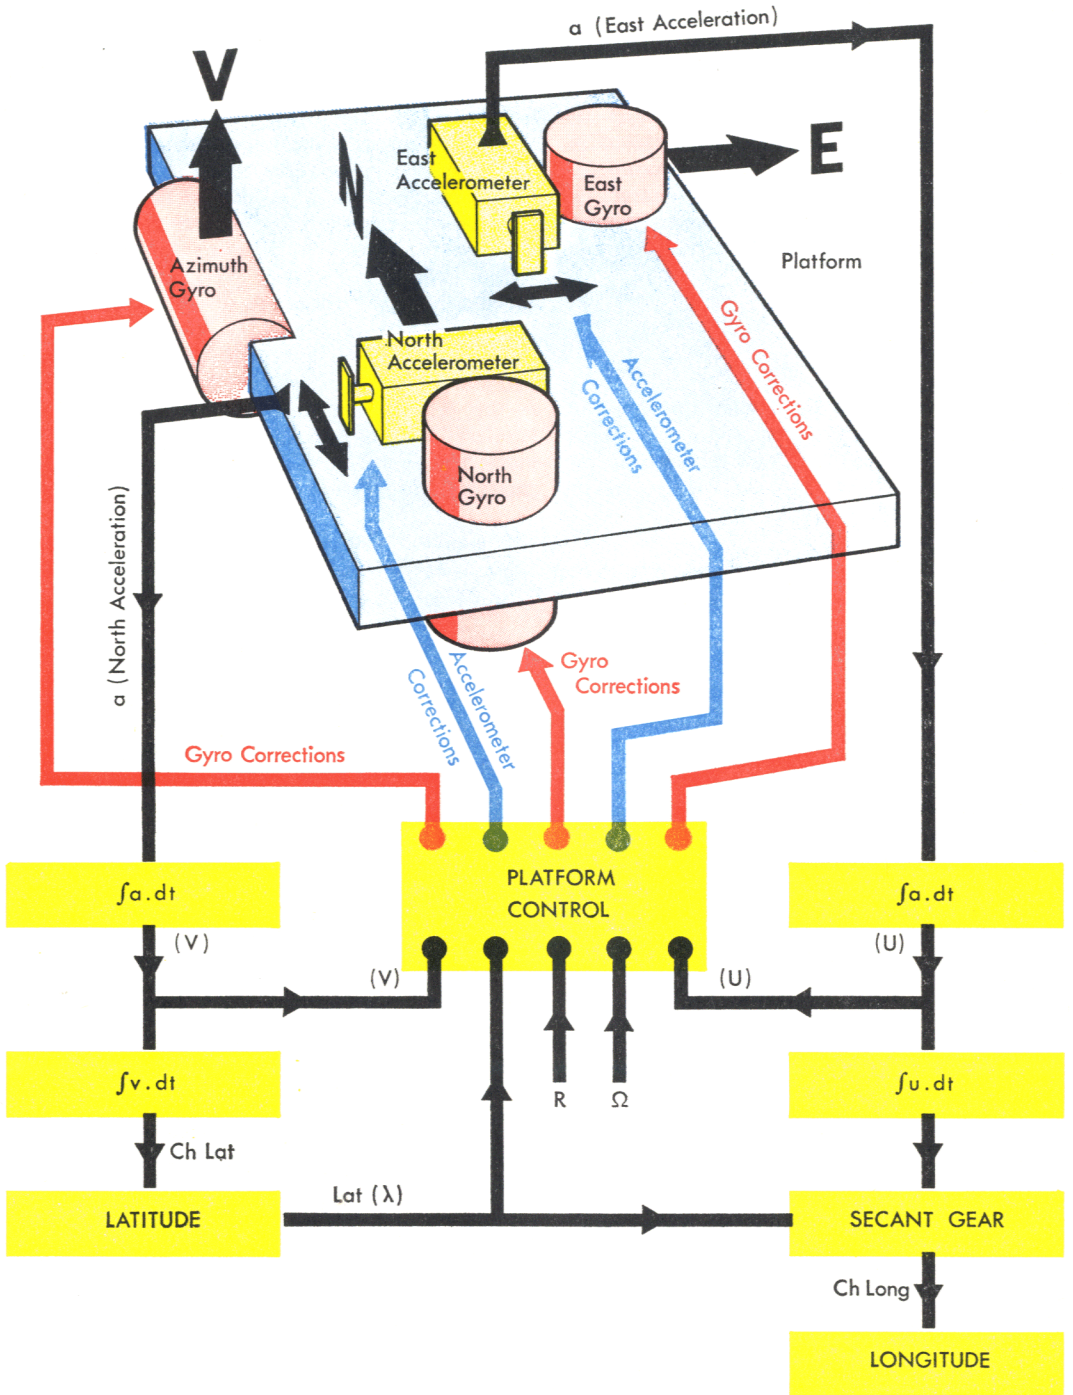 a (East Acceleration)
V
N
E
East
Accelerometer
East
Gyro
Azimuth
Gyro
Platform
North
Accelerometer
North
Gyro
Gyro Corrections
Accelerometer
Corrections
a (North Acceleration)
Accelerometer
Corrections
Gyro
Corrections
Gyro Corrections
PLATFORM
CONTROL
∫a.dt
∫a.dt
(V)
(U)
(V)
(U)
∫v.dt
∫u.dt
R
Ω
Ch Lat
Lat (λ)
LATITUDE
SECANT GEAR
Ch Long
LONGITUDE